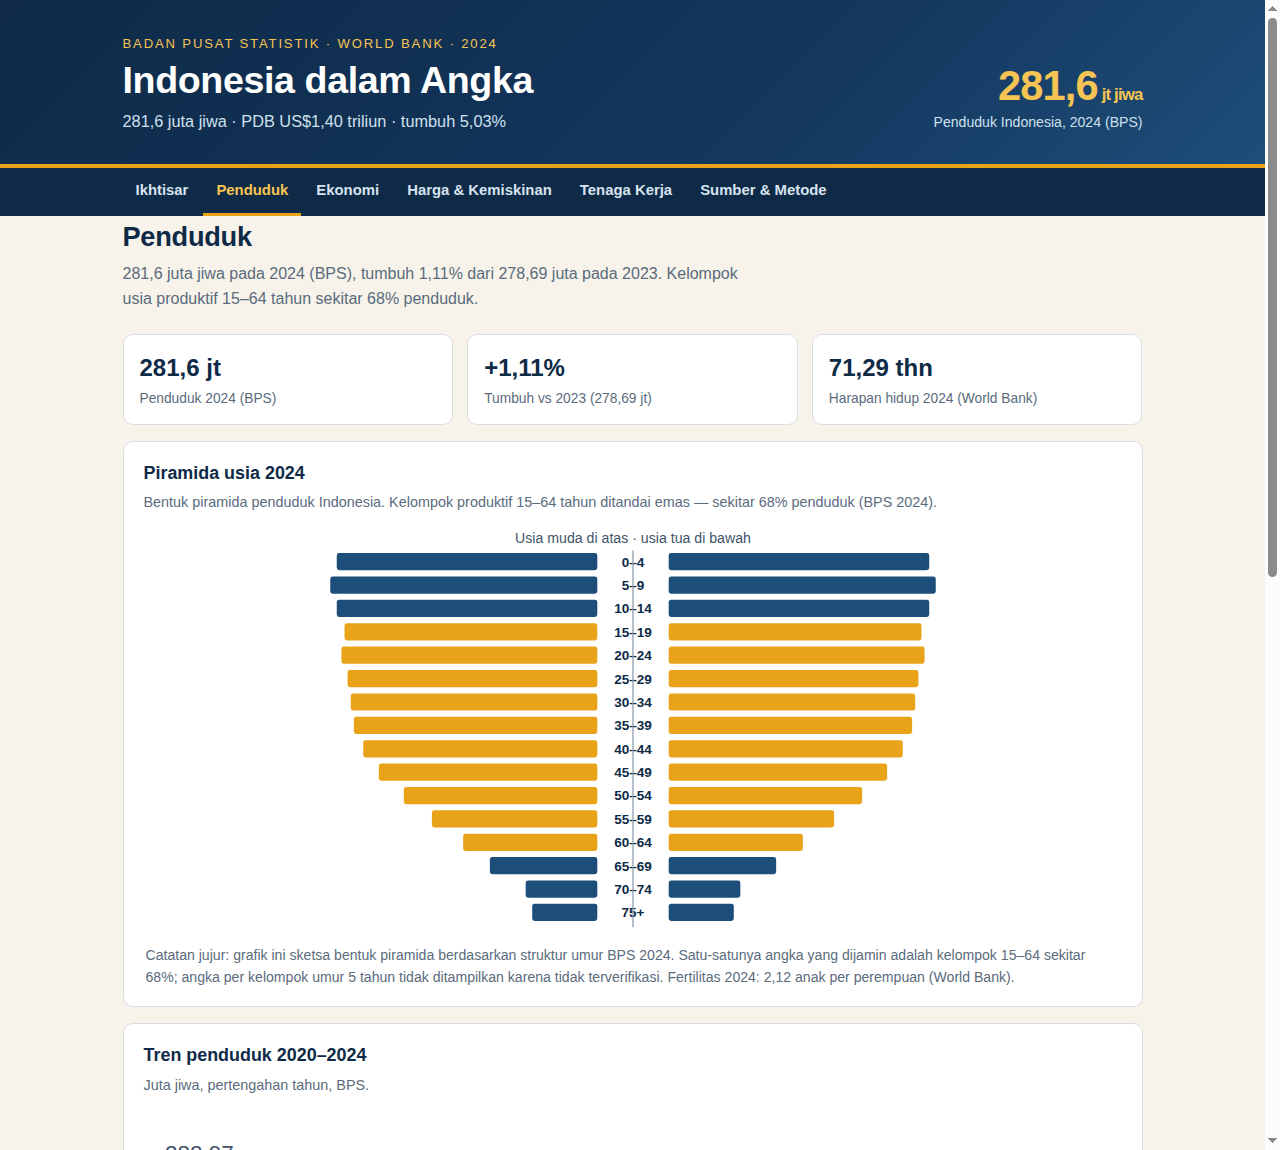 BADAN PUSAT STATISTIK · WORLD BANK · 2024
Indonesia dalam Angka
281,6 juta jiwa · PDB US$1,40 triliun · tumbuh 5,03%
281,6 jt jiwa
Penduduk Indonesia, 2024 (BPS)
Ikhtisar Penduduk Ekonomi Harga & Kemiskinan Tenaga Kerja Sumber & Metode
Penduduk
281,6 juta jiwa pada 2024 (BPS), tumbuh 1,11% dari 278,69 juta pada 2023. Kelompok
usia produktif 15–64 tahun sekitar 68% penduduk.
281,6 jt
Penduduk 2024 (BPS)
+1,11%
Tumbuh vs 2023 (278,69 jt)
71,29 thn
Harapan hidup 2024 (World Bank)
Piramida usia 2024
Bentuk piramida penduduk Indonesia. Kelompok produktif 15–64 tahun ditandai emas — sekitar 68% penduduk (BPS 2024).
Usia muda di atas · usia tua di bawah
0–4
5–9
10–14
15–19
20–24
25–29
30–34
35–39
40–44
45–49
50–54
55–59
60–64
65–69
70–74
75+
Catatan jujur: grafik ini sketsa bentuk piramida berdasarkan struktur umur BPS 2024. Satu-satunya angka yang dijamin adalah kelompok 15–64 sekitar
68%; angka per kelompok umur 5 tahun tidak ditampilkan karena tidak terverifikasi. Fertilitas 2024: 2,12 anak per perempuan (World Bank).
Tren penduduk 2020–2024
Juta jiwa, pertengahan tahun, BPS.